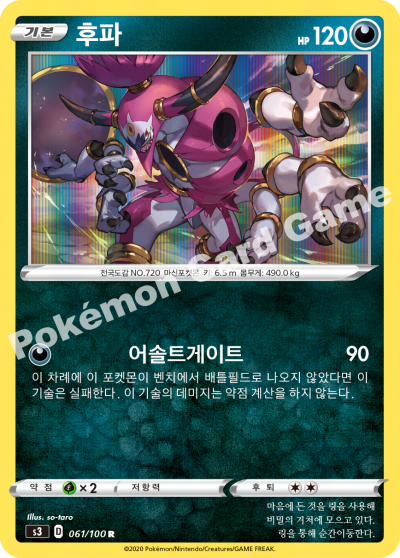 기본 후파 HP 120
전국도감 NO.720 마신포켓몬 키: 6.5 m 몸무게: 490.0 kg
Pokémon Card Game
어솔트게이트 90
이 차례에 이 포켓몬이 벤치에서 배틀필드로 나오지 않았다면 이
기술은 실패한다. 이 기술의 데미지는 약점 계산을 하지 않는다.
약점 ×2 저항력 후퇴
Illus. so-taro
s3 D 061/100 R
마음에 든 것을 링을 사용해
비밀의 기처에 모으고 있다.
링을 통해 순간이동한다.
©2020 Pokémon/Nintendo/Creatures/GAME FREAK.